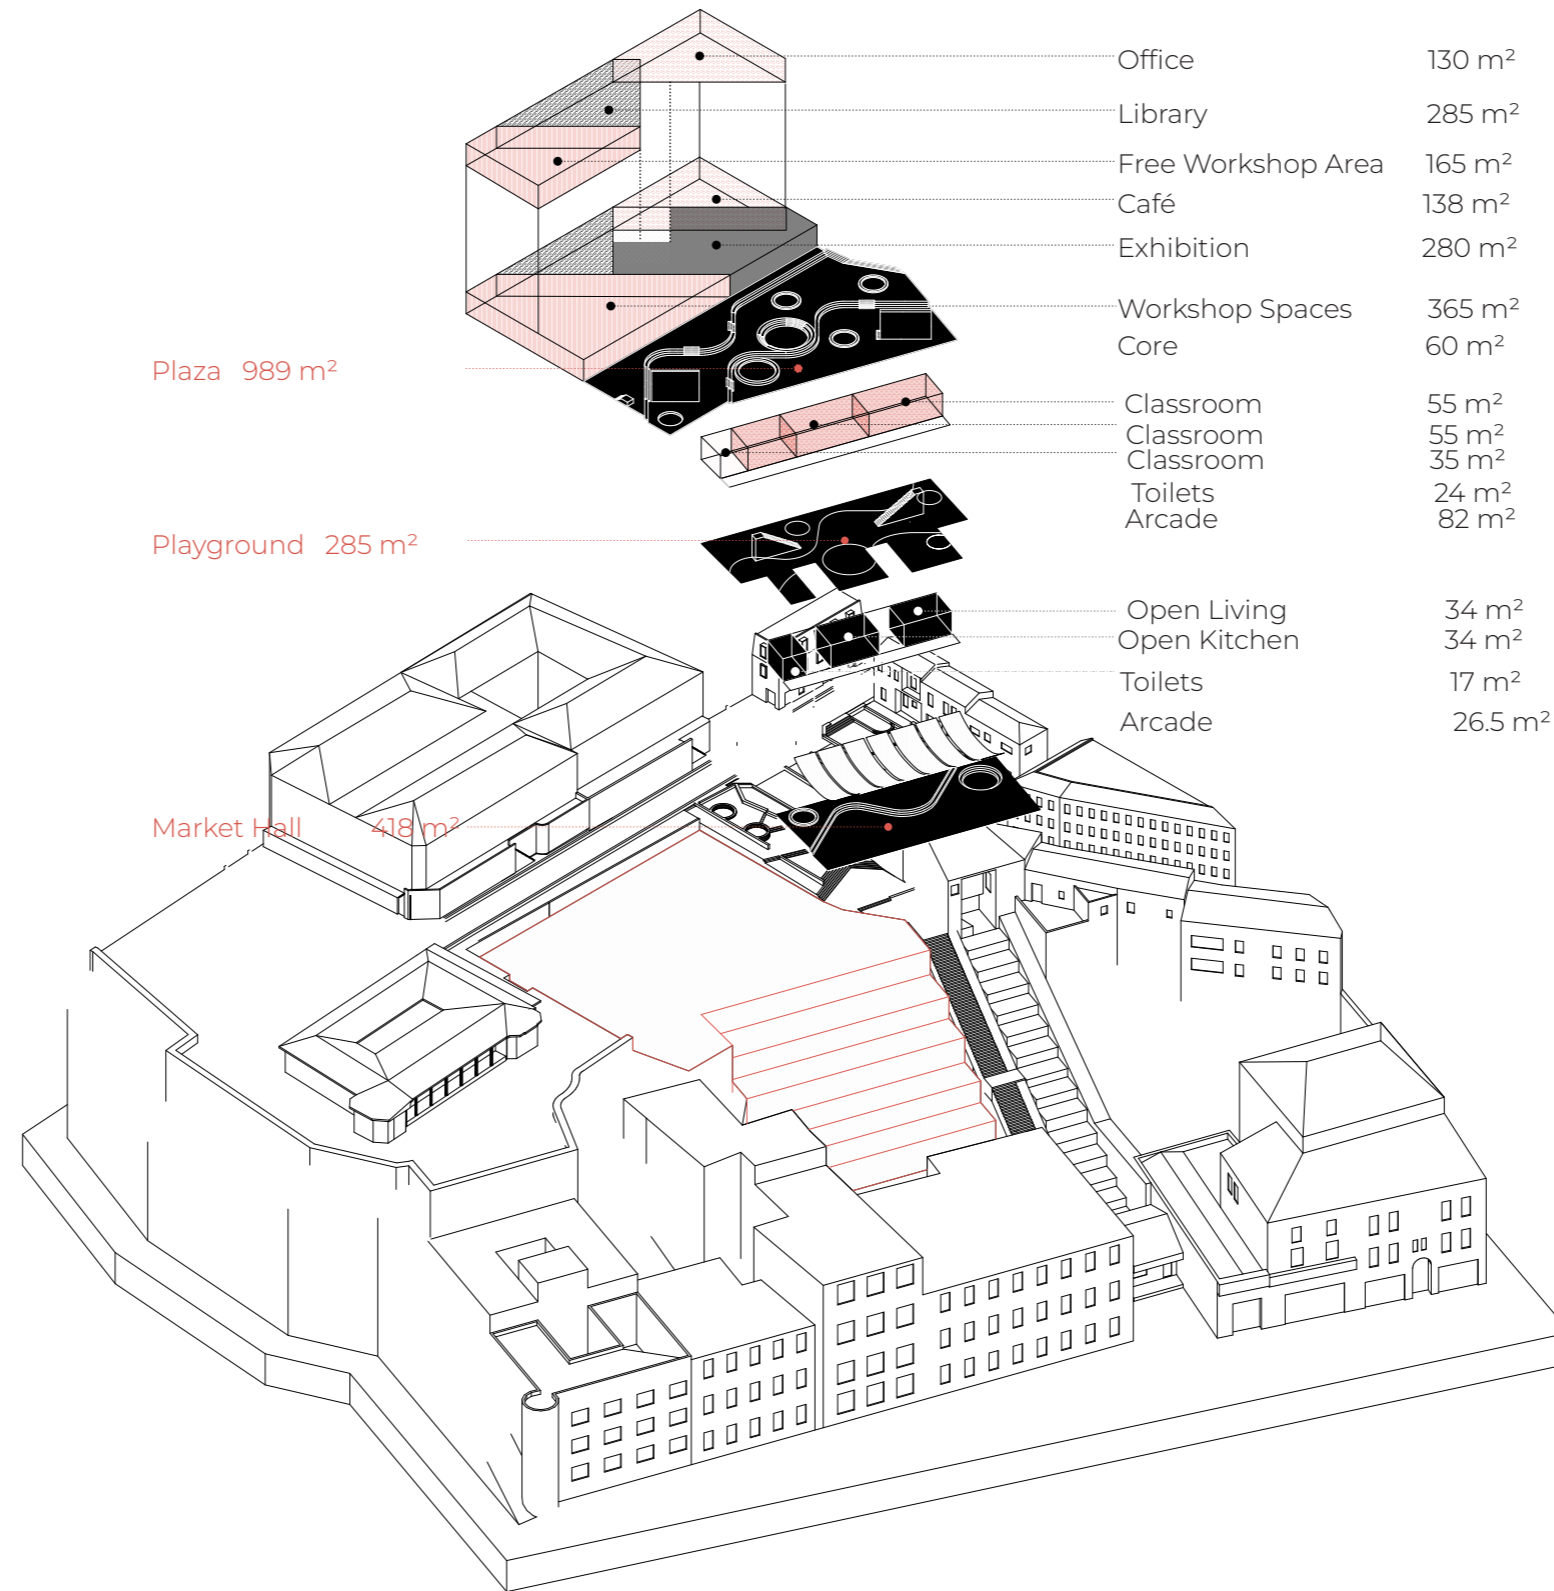 Office 130 m²
Library 285 m²
Free Workshop Area 165 m²
Café 138 m²
Exhibition 280 m²
Workshop Spaces 365 m²
Core 60 m²
Plaza 989 m²
Classroom 55 m²
Classroom 55 m²
Classroom 35 m²
Toilets 24 m²
Arcade 82 m²
Playground 285 m²
Open Living 34 m²
Open Kitchen 34 m²
Toilets 17 m²
Arcade 26.5 m²
Market Hall 418 m²